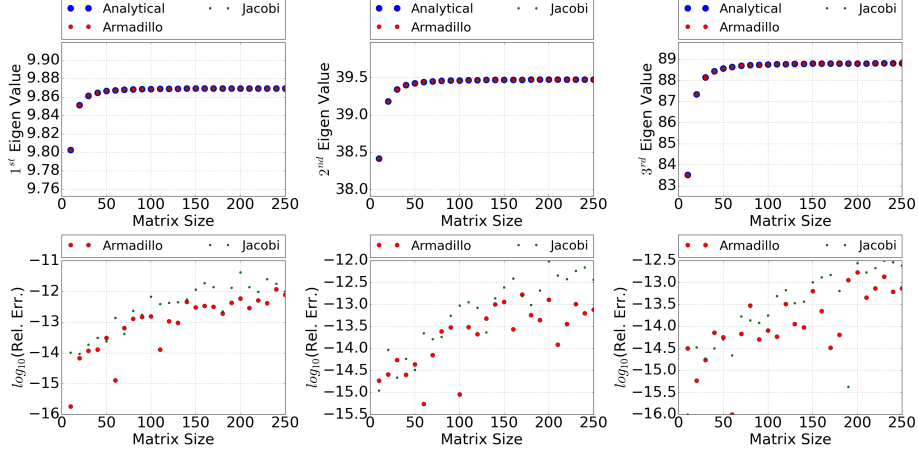 Analytical Jacobi
Armadillo
1st Eigen Value
9.90
9.88
9.86
9.84
9.82
9.80
9.78
9.76
0 50 100 150 200 250
Matrix Size
Analytical Jacobi
Armadillo
2nd Eigen Value
39.5
39.0
38.5
38.0
0 50 100 150 200 250
Matrix Size
Analytical Jacobi
Armadillo
3rd Eigen Value
89
88
87
86
85
84
83
0 50 100 150 200 250
Matrix Size
Armadillo Jacobi
log10(Rel. Err.)
−11
−12
−13
−14
−15
−16
0 50 100 150 200 250
Matrix Size
Armadillo Jacobi
log10(Rel. Err.)
−12.0
−12.5
−13.0
−13.5
−14.0
−14.5
−15.0
−15.5
0 50 100 150 200 250
Matrix Size
Armadillo Jacobi
log10(Rel. Err.)
−12.5
−13.0
−13.5
−14.0
−14.5
−15.0
−15.5
−16.0
0 50 100 150 200 250
Matrix Size